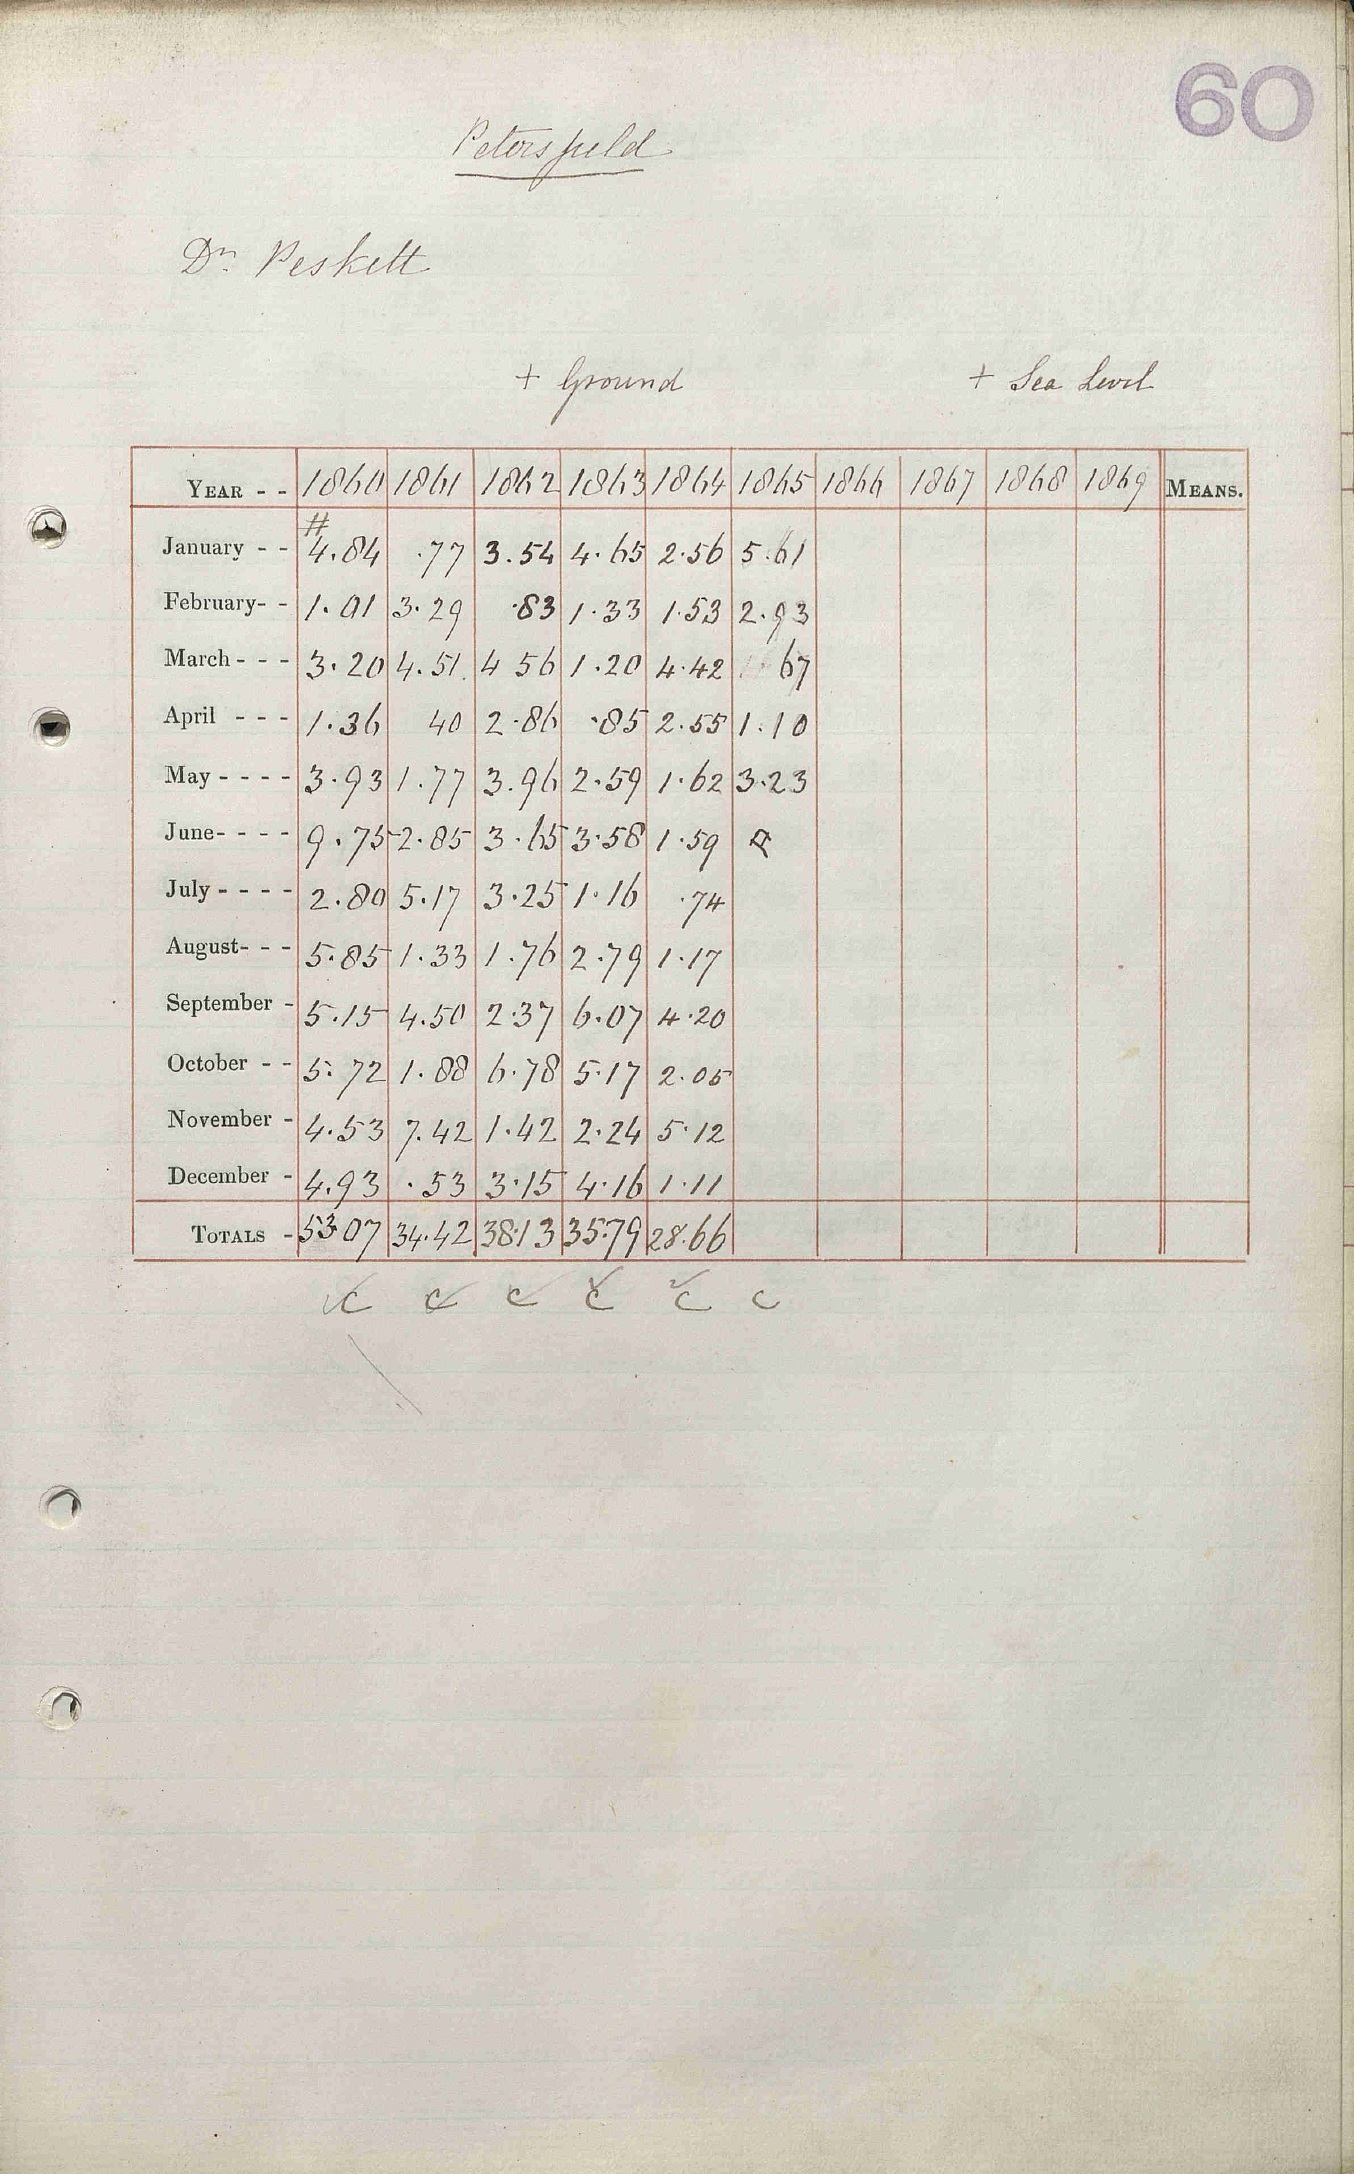 60
Petersfield
Dr. Peskett
+ Ground + Sea Level
YEAR - - 1860 1861 1862 1863 1864 1865 1866 1867 1868 1869 MEANS.
#
January - - 4.84 .77 3.54 4.65 2.56 5.61
February- - 1.01 3.29 .83 1.33 1.53 2.93
March - - - 3.20 4.51 4 56 1.20 4.42 67
April - - - 1.36 40 2.86 .85 2.55 1.10
May - - - - 3.93 1.77 3.96 2.59 1.62 3.23
June- - - - 9.75 2.85 3.65 3.58 1.59
July - - - - 2.80 5.17 3.25 1.16 .74
August- - - 5.85 1.33 1.76 2.79 1.17
September - 5.15 4.50 2.37 6.07 4.20
October - - 5.72 1.88 6.78 5.17 2.05
November - 4.53 7.42 1.42 2.24 5.12
December - 4.93 .53 3.15 4.16 1.11
TOTALS - 53.07 34.42 38.13 35.79 28.66
C C C C C C